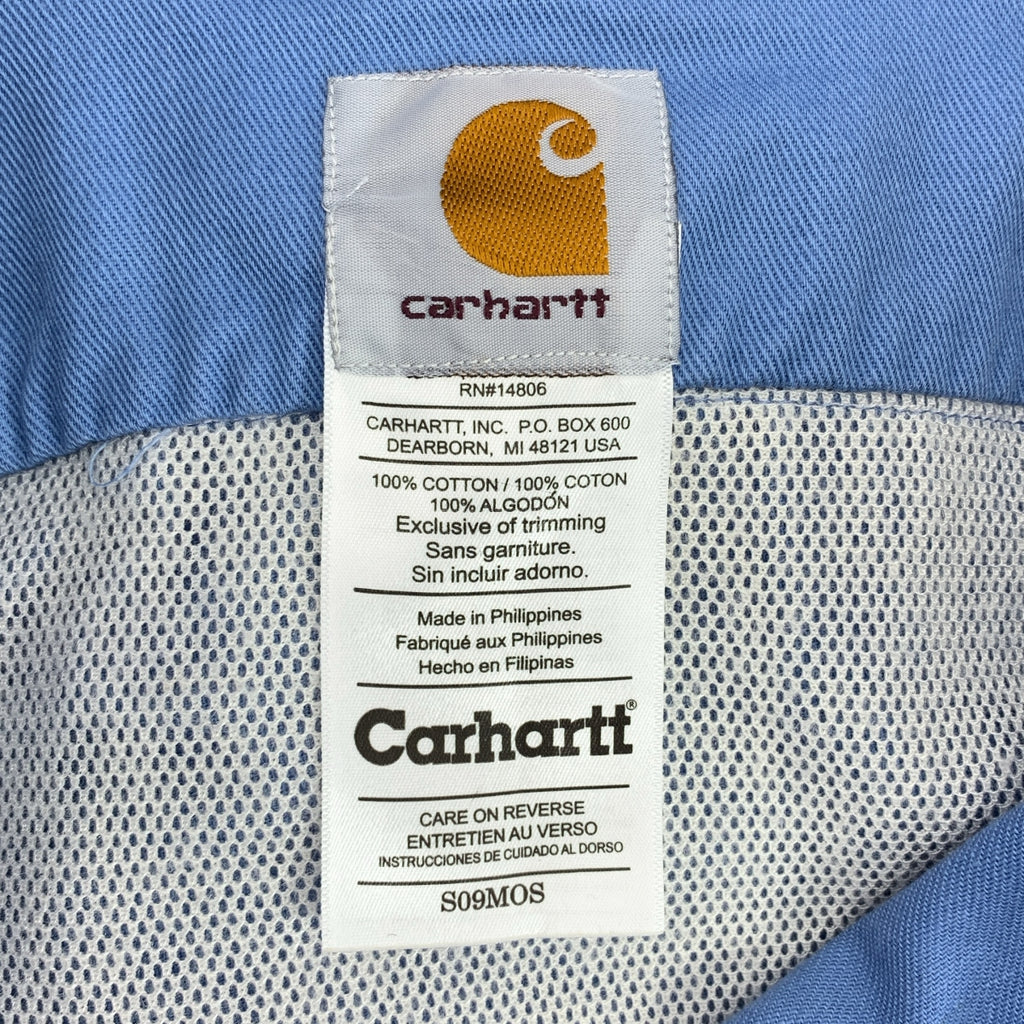 carhartt
RN#14806
CARHARTT, INC. P.O. BOX 600
DEARBORN, MI 48121 USA
100% COTTON / 100% COTON
100% ALGODÓN
Exclusive of trimming
Sans garniture.
Sin incluir adorno.
Made in Philippines
Fabriqué aux Philippines
Hecho en Filipinas
Carhartt®
CARE ON REVERSE
ENTRETIEN AU VERSO
INSTRUCCIONES DE CUIDADO AL DORSO
S09MOS